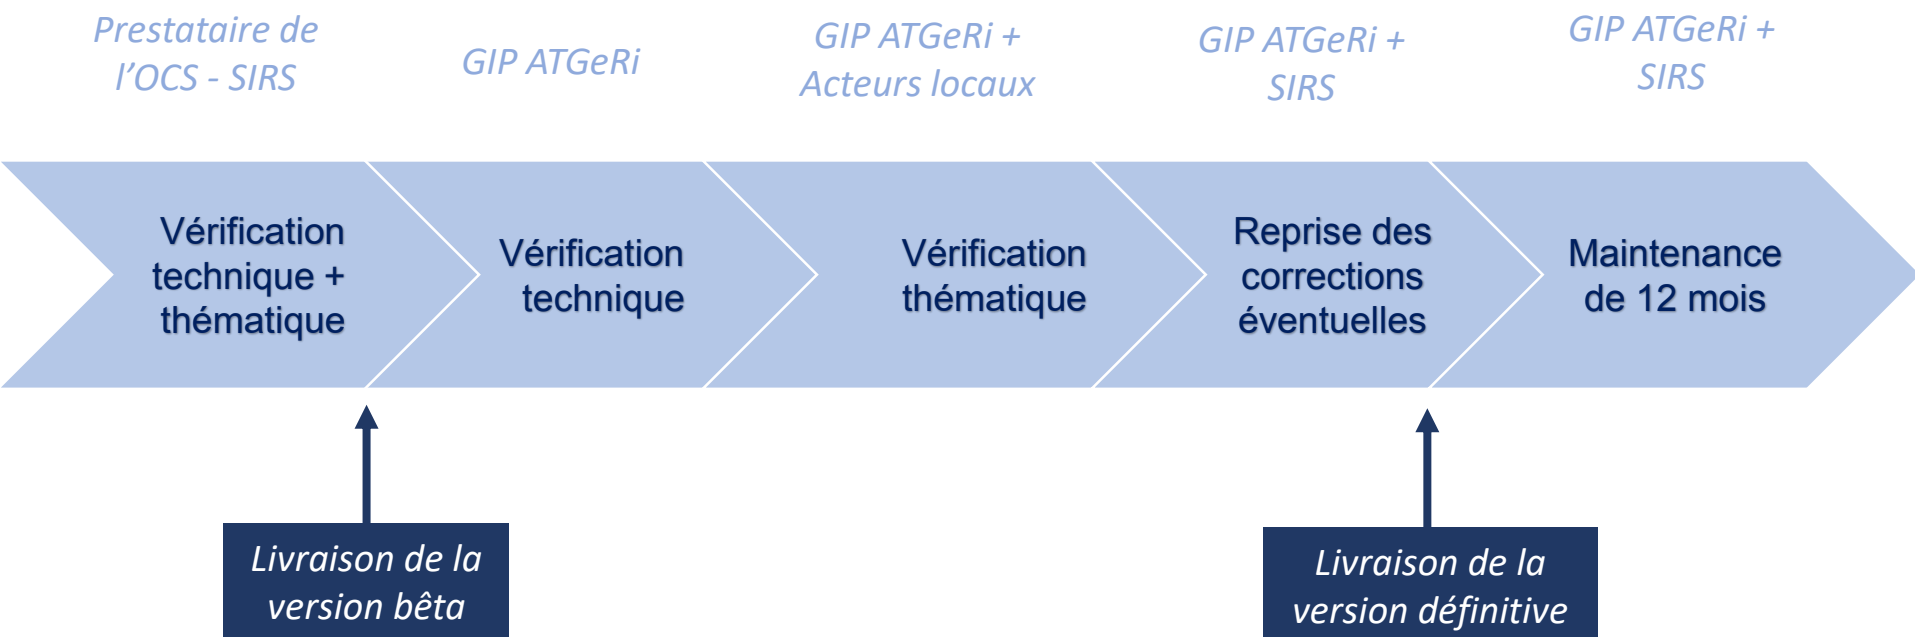 Prestataire de
l'OCS - SIRS
GIP ATGeRi
GIP ATGeRi +
Acteurs locaux
GIP ATGeRi +
SIRS
GIP ATGeRi +
SIRS
Vérification
technique +
thématique
Vérification
technique
Vérification
thématique
Reprise des
corrections
éventuelles
Maintenance
de 12 mois
Livraison de la
version bêta
Livraison de la
version définitive